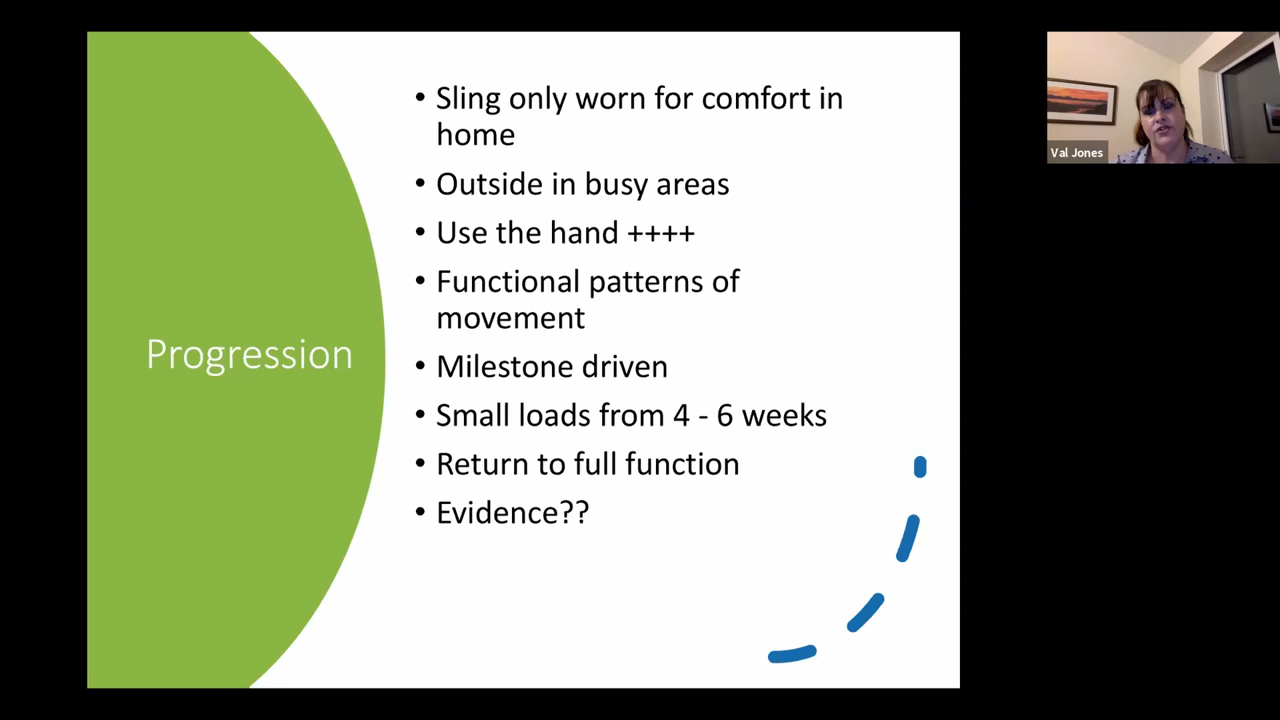 Progression
• Sling only worn for comfort in
home
• Outside in busy areas
• Use the hand ++++
• Functional patterns of
movement
• Milestone driven
• Small loads from 4 - 6 weeks
• Return to full function
• Evidence??
Val Jones